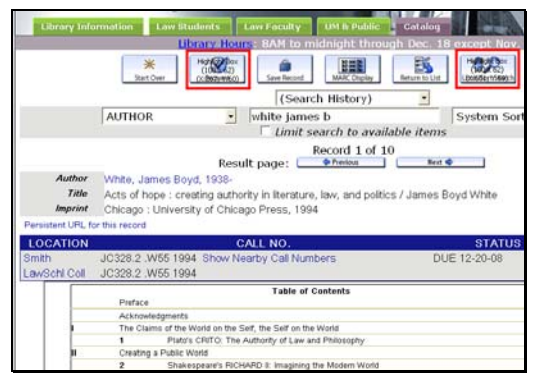 Library Information Law Students Law Faculty UM & Public Catalog
Library Hours: 8AM to midnight through Dec. 18 except Nov.
Start Over Save Record MARC Display Return to List
(Search History)
AUTHOR white james b System Sort
Limit search to available items
Record 1 of 10
Result page: Previous Next
Author White, James Boyd, 1938-
Title Acts of hope : creating authority in literature, law, and politics / James Boyd White
Imprint Chicago : University of Chicago Press, 1994
Persistent URL for this record
LOCATION CALL NO. STATUS
Smith JC328.2 .W55 1994 Show Nearby Call Numbers DUE 12-20-08
LawSchl Coll JC328.2 .W55 1994
Table of Contents
Preface
Acknowledgments
I The Claims of the World on the Self, the Self on the World
1 Plato's CRITO: The Authority of Law and Philosophy
II Creating a Public World
2 Shakespeare's RICHARD II: Imagining the Modern World